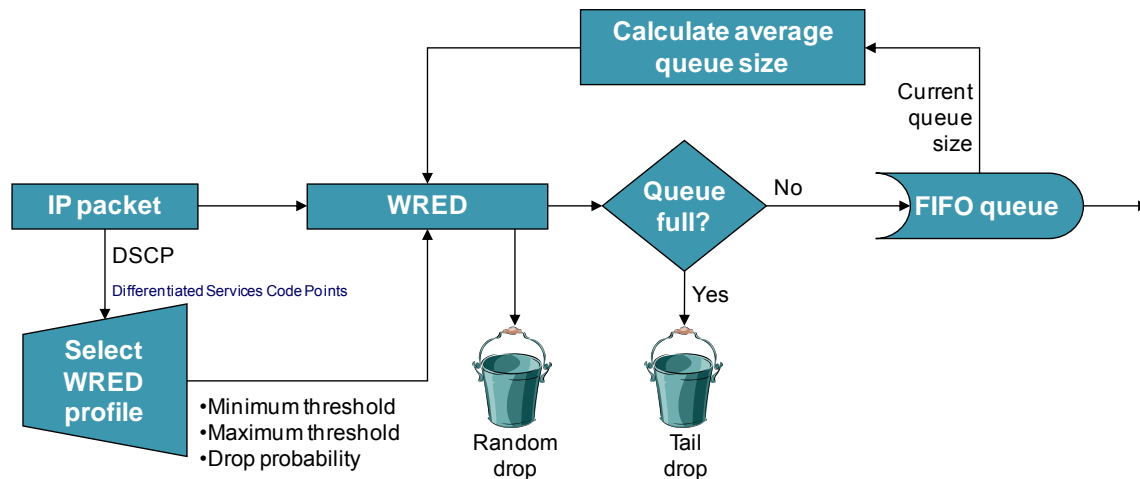 Calculate average
queue size
Current
queue
size
IP packet
WRED
Queue
full?
No
FIFO queue
DSCP
Differentiated Services Code Points
Yes
Select
WRED
profile
•Minimum threshold
•Maximum threshold
•Drop probability
Random
drop
Tail
drop